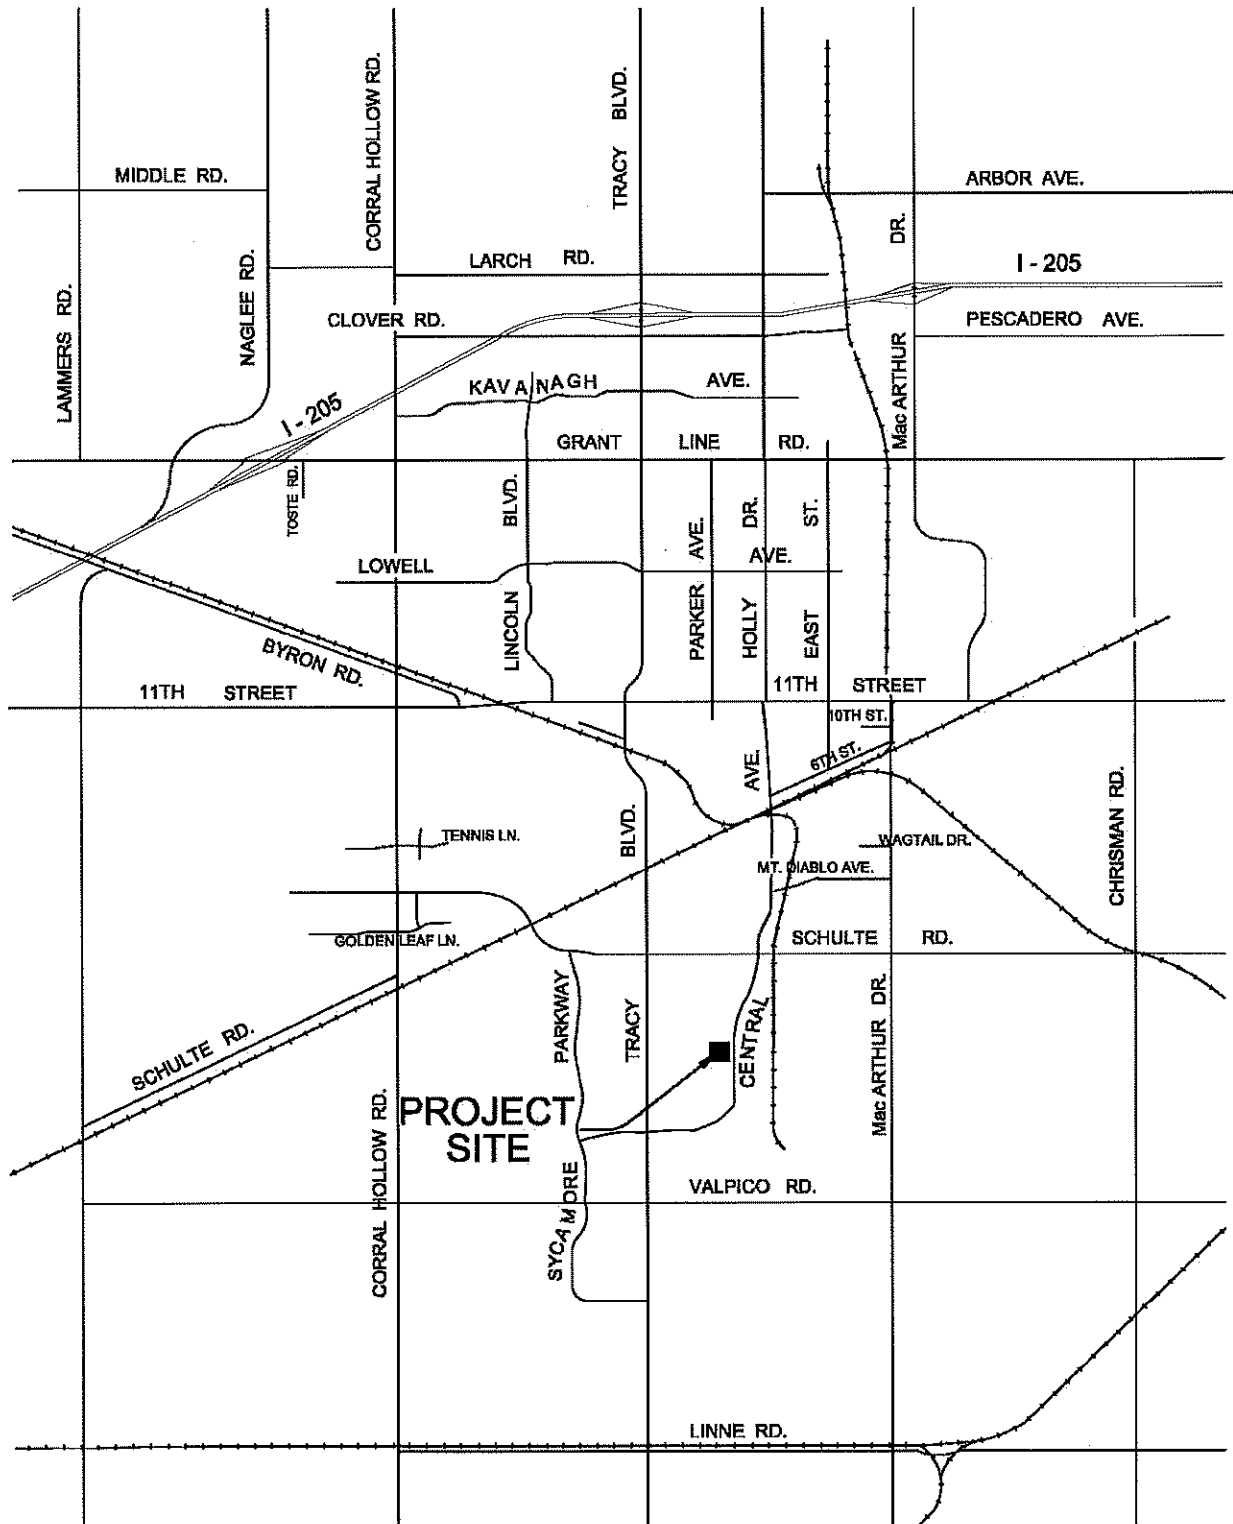 CORRAL HOLLOW RD.
TRACY BLVD.
MIDDLE RD.
ARBOR AVE.
NAGLEE RD.
LARCH RD.
DR.
I - 205
LAMMERS RD.
CLOVER RD.
PESCADERO AVE.
Mac ARTHUR
KAVANAGH AVE.
I - 205
GRANT LINE RD.
TOSTE RD.
BLVD.
LINCOLN
PARKER AVE.
HOLLY DR.
EAST ST.
LOWELL AVE.
BYRON RD.
11TH STREET
11TH STREET
10TH ST.
6TH ST.
AVE.
CHRISMAN RD.
TENNIS LN.
BLVD.
WAGTAIL DR.
MT. DIABLO AVE.
GOLDEN LEAF LN.
SCHULTE RD.
PARKWAY
TRACY
CENTRAL
Mac ARTHUR DR.
SCHULTE RD.
PROJECT
SITE
CORRAL HOLLOW RD.
SYCAMORE
VALPICO RD.
LINNE RD.